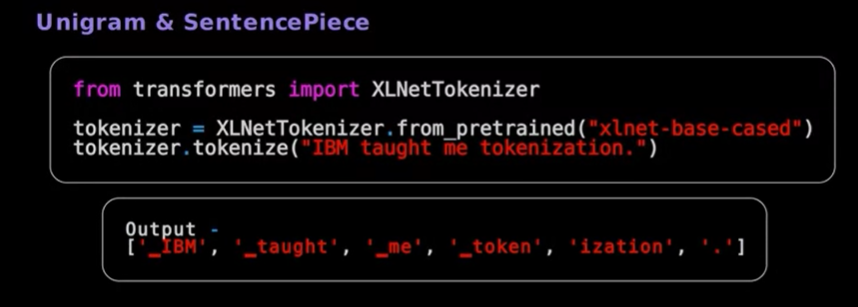 Unigram & SentencePiece
from transformers import XLNetTokenizer
tokenizer = XLNetTokenizer.from_pretrained("xlnet-base-cased")
tokenizer.tokenize("IBM taught me tokenization.")
Output -
['_IBM', '_taught', '_me', '_token', 'ization', '.']